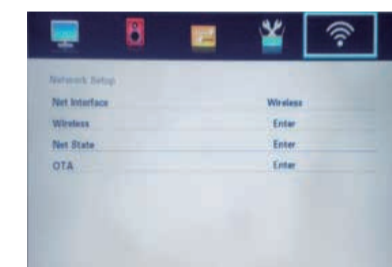 Network Setup
Net Interface Wireless
Wireless Enter
Net State Enter
OTA Enter